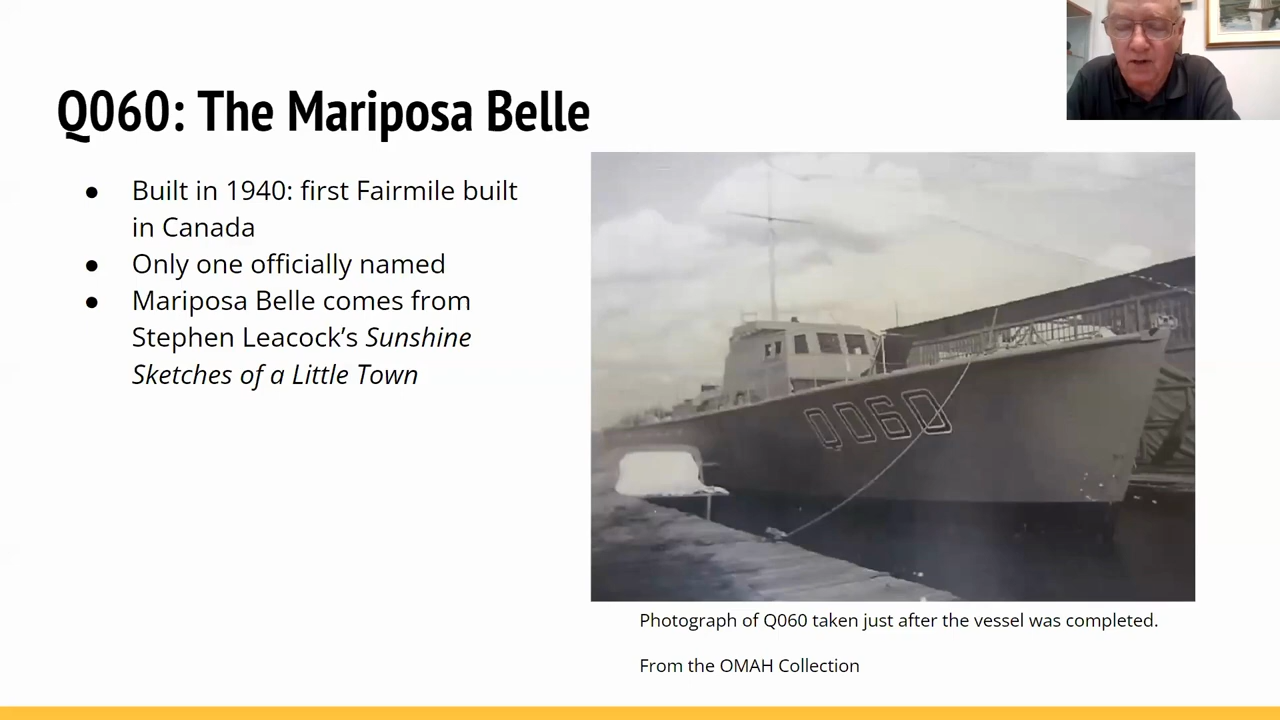 Q060: The Mariposa Belle
● Built in 1940: first Fairmile built
in Canada
● Only one officially named
● Mariposa Belle comes from
Stephen Leacock’s Sunshine
Sketches of a Little Town
Q060
Photograph of Q060 taken just after the vessel was completed.
From the OMAH Collection